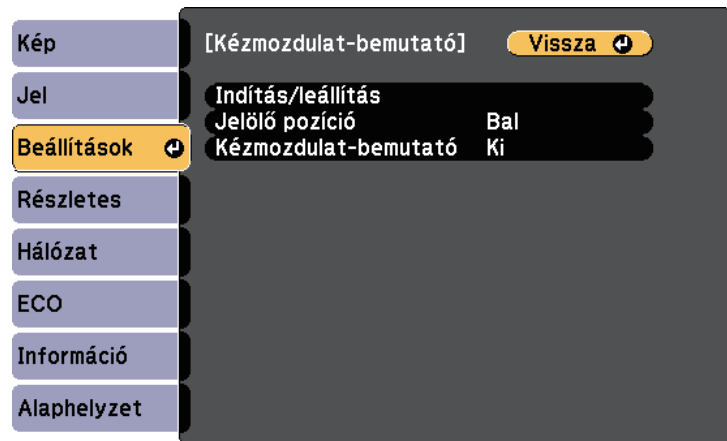 Kép
Jel
Beállítások
Részletes
Hálózat
ECO
Információ
Alaphelyzet
[Kézmozdulat-bemutató] Vissza
Indítás/leállítás
Jelölő pozíció Bal
Kézmozdulat-bemutató Ki